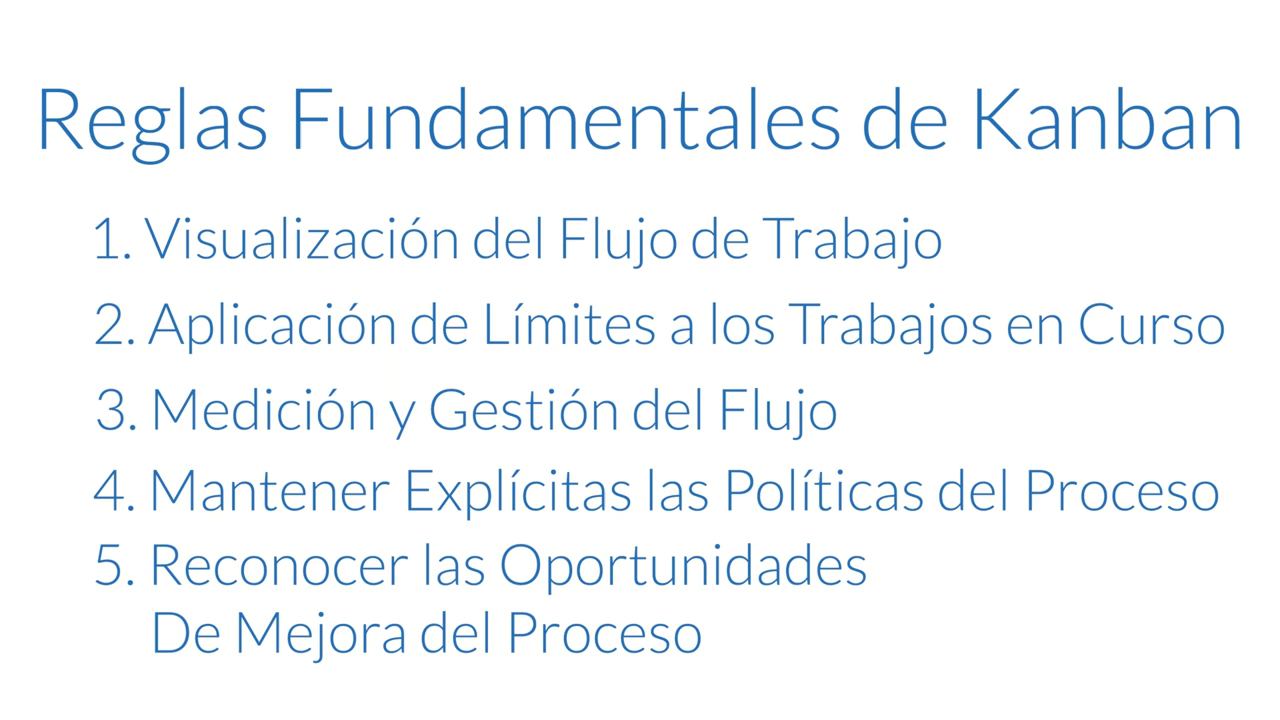 Reglas Fundamentales de Kanban
1. Visualización del Flujo de Trabajo
2. Aplicación de Límites a los Trabajos en Curso
3. Medición y Gestión del Flujo
4. Mantener Explícitas las Políticas del Proceso
5. Reconocer las Oportunidades
De Mejora del Proceso